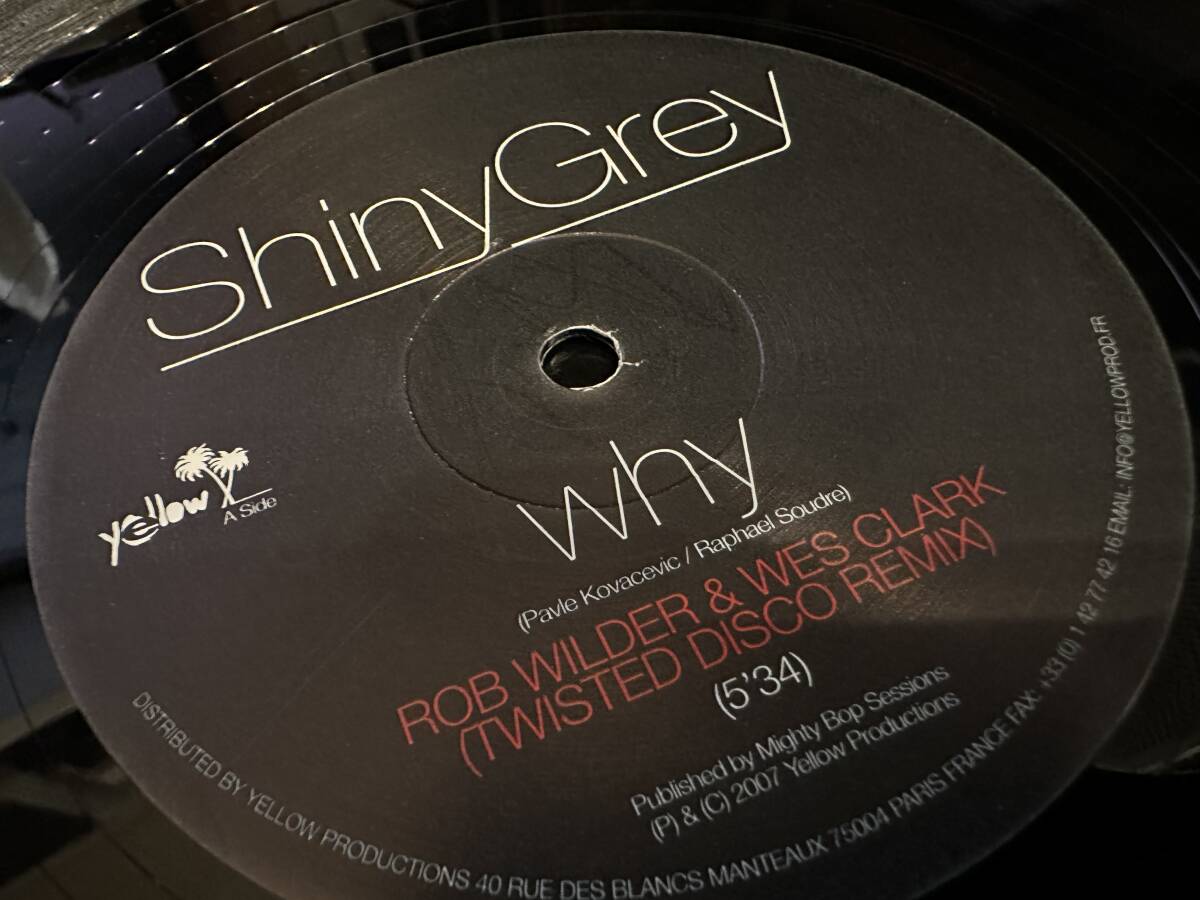 ShinyGrey
yellow
A Side
why
(Pavle Kovacevic / Raphael Soudre)
ROB WILDER & WES CLARK
(TWISTED DISCO REMIX)
(5'34)
Published by Mighty Bop Sessions
(P) & (C) 2007 Yellow Productions
DISTRIBUTED BY YELLOW PRODUCTIONS 40 RUE DES BLANCS MANTEAUX 75004 PARIS FRANCE FAX: +33 (0) 1 42 77 42 16 EMAIL: INFO@YELLOWPROD.FR